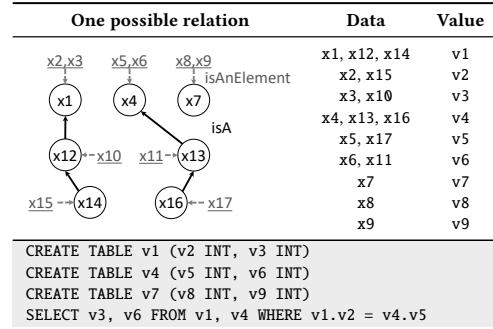 One possible relation Data Value
x2,x3 x5,x6 x8,x9
isAnElement
x1 x4 x7
isA
x12 x10 x11 x13
x15 x14 x16 x17
x1, x12, x14 v1
x2, x15 v2
x3, x10 v3
x4, x13, x16 v4
x5, x17 v5
x6, x11 v6
x7 v7
x8 v8
x9 v9
CREATE TABLE v1 (v2 INT, v3 INT)
CREATE TABLE v4 (v5 INT, v6 INT)
CREATE TABLE v7 (v8 INT, v9 INT)
SELECT v3, v6 FROM v1, v4 WHERE v1.v2 = v4.v5